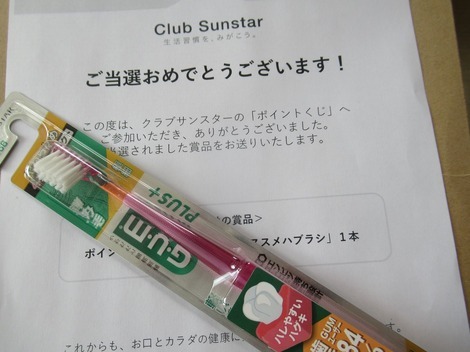 Club Sunstar
生活習慣を、みがこう。
ご当選おめでとうございます!
この度は、クラブサンスターの「ポイントくじ」へ
ご参加いただき、ありがとうございました。
当選されました賞品をお送りいたします。
の賞品>
ポイン
スメハブラシ」1本
これからも、お口とカラダの健康に
す。
G·U·M
PLUS+
ハレやすい
ハグキ
GUM
84